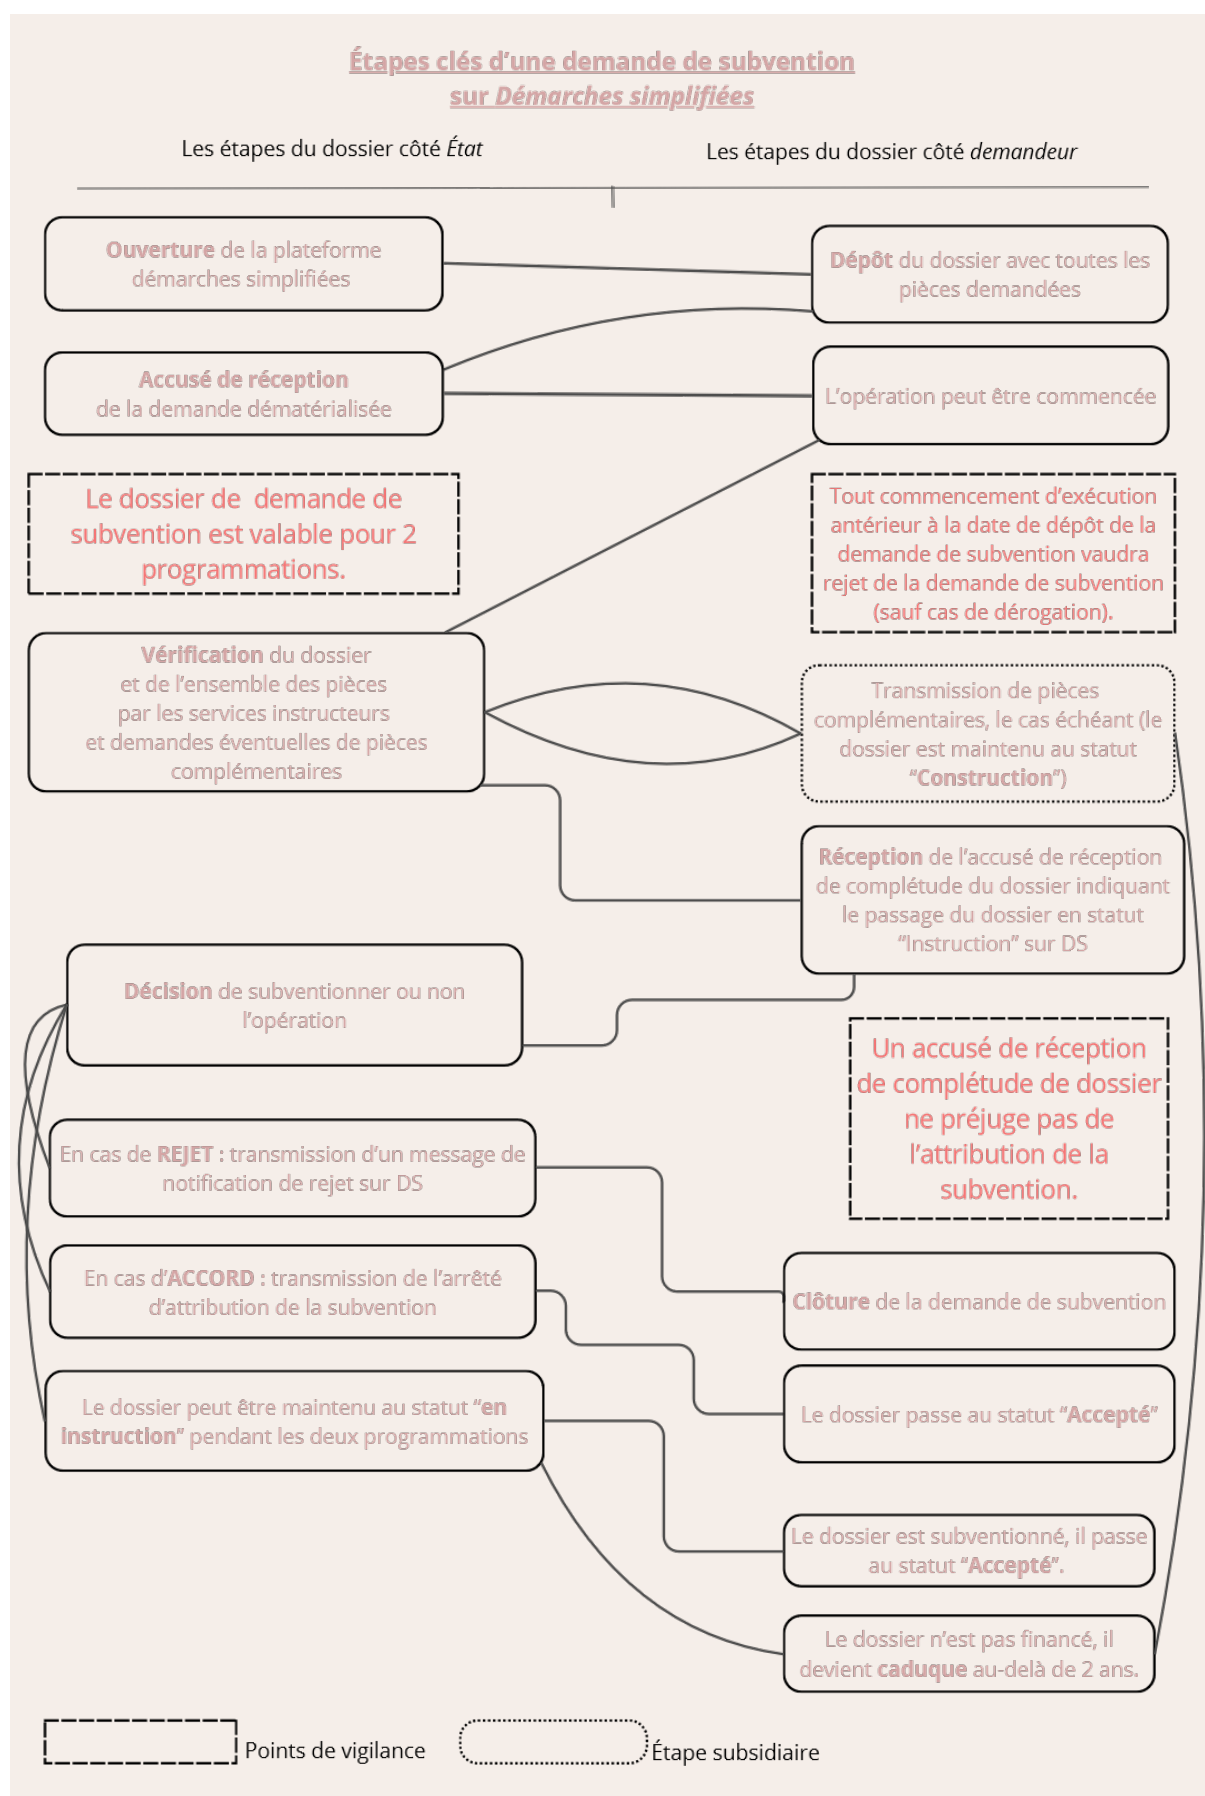 Étapes clés d’une demande de subvention
sur Démarches simplifiées
Les étapes du dossier côté État
Les étapes du dossier côté demandeur
Ouverture de la plateforme
démarches simplifiées
Dépôt du dossier avec toutes les
pièces demandées
Accusé de réception
de la demande dématérialisée
L’opération peut être commencée
Le dossier de demande de
subvention est valable pour 2
programmations.
Tout commencement d’exécution
antérieur à la date de dépôt de la
demande de subvention vaudra
rejet de la demande de subvention
(sauf cas de dérogation).
Vérification du dossier
et de l’ensemble des pièces
par les services instructeurs
et demandes éventuelles de pièces
complémentaires
Transmission de pièces
complémentaires, le cas échéant (le
dossier est maintenu au statut
“Construction”)
Réception de l’accusé de réception
de complétude du dossier indiquant
le passage du dossier en statut
“Instruction” sur DS
Décision de subventionner ou non
l’opération
Un accusé de réception
de complétude de dossier
ne préjuge pas de
l’attribution de la
subvention.
En cas de REJET : transmission d’un message de
notification de rejet sur DS
En cas d’ACCORD : transmission de l’arrêté
d’attribution de la subvention
Clôture de la demande de subvention
Le dossier peut être maintenu au statut “en
instruction” pendant les deux programmations
Le dossier passe au statut “Accepté”
Le dossier est subventionné, il passe
au statut “Accepté”.
Le dossier n’est pas financé, il
devient caduque au-delà de 2 ans.
Points de vigilance
Étape subsidiaire